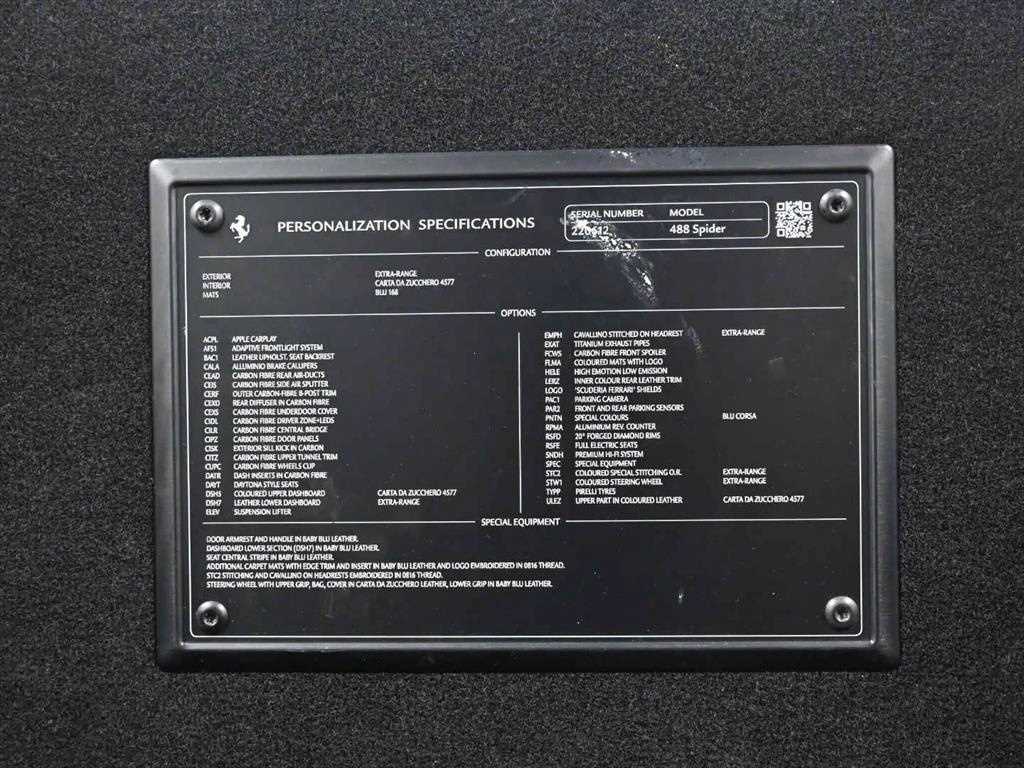 PERSONALIZATION SPECIFICATIONS
SERIAL NUMBER MODEL
220612 488 Spider
CONFIGURATION
EXTERIOR EXTRA-RANGE
INTERIOR CARTA DA ZUCCHERO 4577
MATS BLU 168
OPTIONS
ACPL APPLE CARPLAY
AFS1 ADAPTIVE FRONTLIGHT SYSTEM
BAC1 LEATHER UPHOLST. SEAT BACKREST
CALA ALLUMINIO BRAKE CALLIPERS
CEAD CARBON FIBRE REAR AIR-DUCTS
CEIS CARBON FIBRE SIDE AIR SPLITTER
CERF OUTER CARBON-FIBRE B-POST TRIM
CEXD REAR DIFFUSER IN CARBON FIBRE
CEXS CARBON FIBRE UNDERDOOR COVER
CIDL CARBON FIBRE DRIVER ZONE+LEDS
CILR CARBON FIBRE CENTRAL BRIDGE
CIPZ CARBON FIBRE DOOR PANELS
CISK EXTERIOR SILL KICK IN CARBON
CITZ CARBON FIBRE UPPER TUNNEL TRIM
CUPC CARBON FIBRE WHEELS CUP
DATR DASH INSERTS IN CARBON FIBRE
DAYT DAYTONA STYLE SEATS
DSH5 COLOURED UPPER DASHBOARD CARTA DA ZUCCHERO 4577
DSH7 LEATHER LOWER DASHBOARD EXTRA-RANGE
ELEV SUSPENSION LIFTER
EMPH CAVALLINO STITCHED ON HEADREST EXTRA-RANGE
EXAT TITANIUM EXHAUST PIPES
FCWS CARBON FIBRE FRONT SPOILER
FLMA COLOURED MATS WITH LOGO
HELE HIGH EMOTION LOW EMISSION
LERZ INNER COLOUR REAR LEATHER TRIM
LOGO 'SCUDERIA FERRARI' SHIELDS
PAC1 PARKING CAMERA
PAR2 FRONT AND REAR PARKING SENSORS
PNTN SPECIAL COLOURS BLU CORSA
RPMA ALUMINIUM REV. COUNTER
RSFD 20" FORGED DIAMOND RIMS
RSFE FULL ELECTRIC SEATS
SNDH PREMIUM HI-FI SYSTEM
SPEC SPECIAL EQUIPMENT
STC2 COLOURED SPECIAL STITCHING O.R. EXTRA-RANGE
STW1 COLOURED STEERING WHEEL EXTRA-RANGE
TYPP PIRELLI TYRES
ULEZ UPPER PART IN COLOURED LEATHER CARTA DA ZUCCHERO 4577
SPECIAL EQUIPMENT
DOOR ARMREST AND HANDLE IN BABY BLU LEATHER.
DASHBOARD LOWER SECTION (DSH7) IN BABY BLU LEATHER.
SEAT CENTRAL STRIPE IN BABY BLU LEATHER.
ADDITIONAL CARPET MATS WITH EDGE TRIM AND INSERT IN BABY BLU LEATHER AND LOGO EMBROIDERED IN 0816 THREAD.
STC2 STITCHING AND CAVALLINO ON HEADRESTS EMBROIDERED IN 0816 THREAD.
STEERING WHEEL WITH UPPER GRIP, BAG, COVER IN CARTA DA ZUCCHERO LEATHER, LOWER GRIP IN BABY BLU LEATHER.